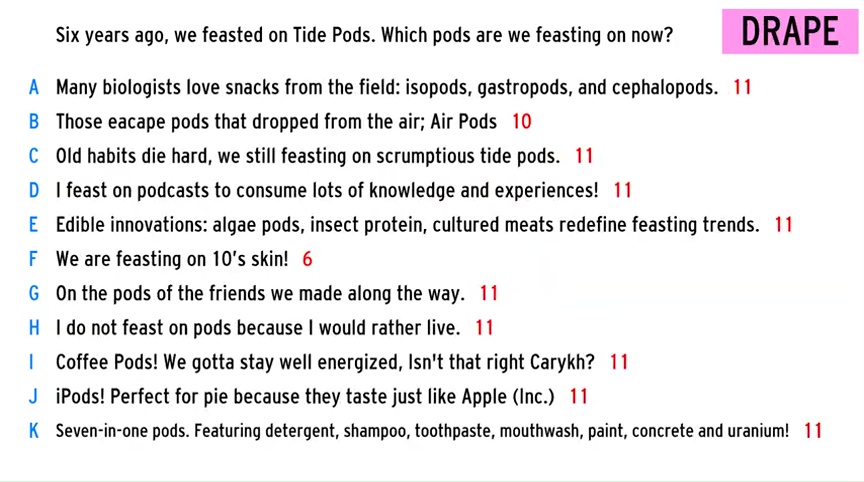 Six years ago, we feasted on Tide Pods. Which pods are we feasting on now?
DRAPE
A Many biologists love snacks from the field: isopods, gastropods, and cephalopods. 11
B Those eacape pods that dropped from the air; Air Pods 10
C Old habits die hard, we still feasting on scrumptious tide pods. 11
D I feast on podcasts to consume lots of knowledge and experiences! 11
E Edible innovations: algae pods, insect protein, cultured meats redefine feasting trends. 11
F We are feasting on 10's skin! 6
G On the pods of the friends we made along the way. 11
H I do not feast on pods because I would rather live. 11
I Coffee Pods! We gotta stay well energized, Isn't that right Carykh? 11
J iPods! Perfect for pie because they taste just like Apple (Inc.) 11
K Seven-in-one pods. Featuring detergent, shampoo, toothpaste, mouthwash, paint, concrete and uranium! 11